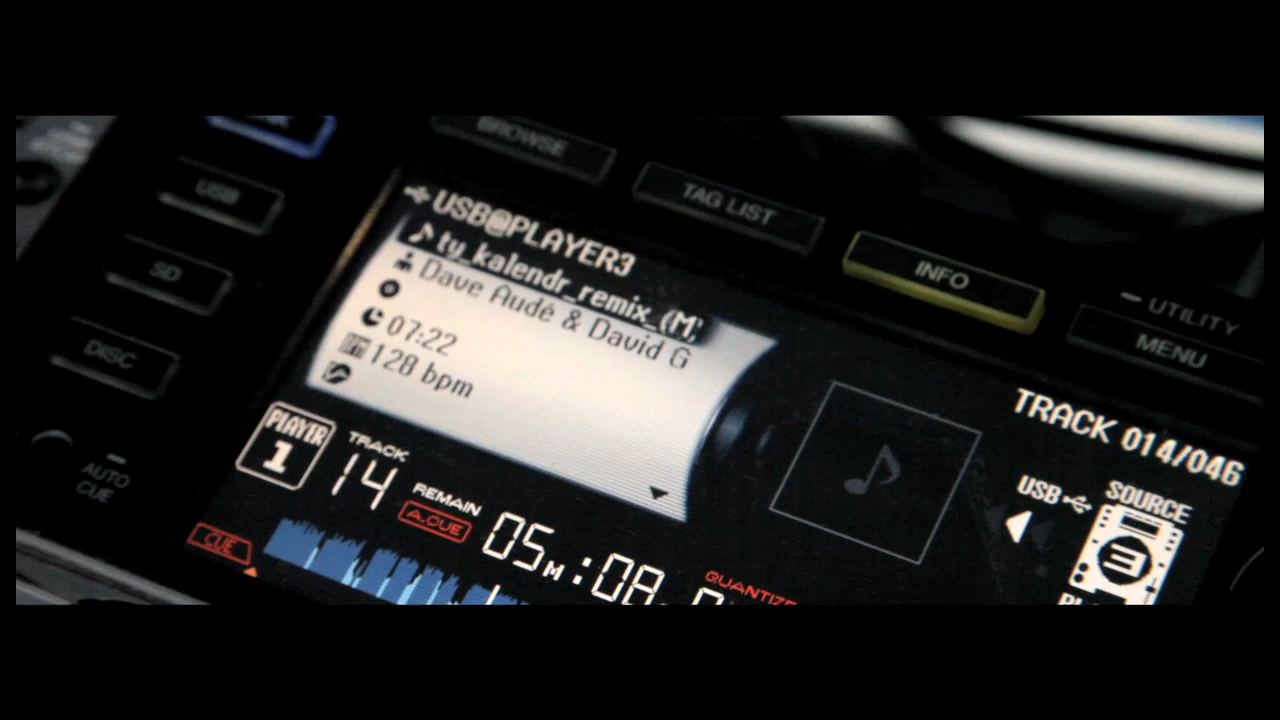 BROWSE
TAG LIST
INFO
UTILITY
MENU
USB
SD
DISC
AUTO
CUE
USB@PLAYER3
ty_kalendr_remix_(M
Dave Audé & David G
07:22
128 bpm
PLAYER
1
TRACK
14
REMAIN
A.CUE
05M:08
CUE
QUANTIZE
TRACK 014/046
USB
SOURCE
3